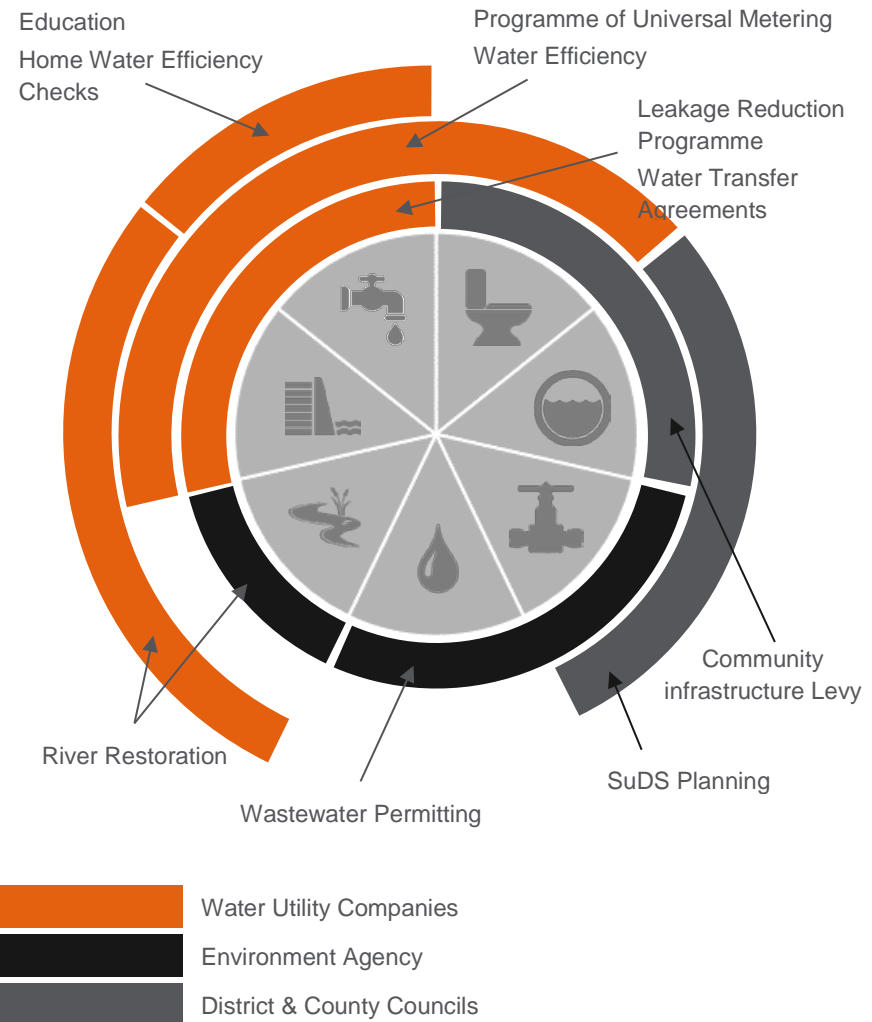 Education
Home Water Efficiency
Checks
Programme of Universal Metering
Water Efficiency
Leakage Reduction
Programme
Water Transfer
Agreements
Community
infrastructure Levy
River Restoration
SuDS Planning
Wastewater Permitting
Water Utility Companies
Environment Agency
District & County Councils